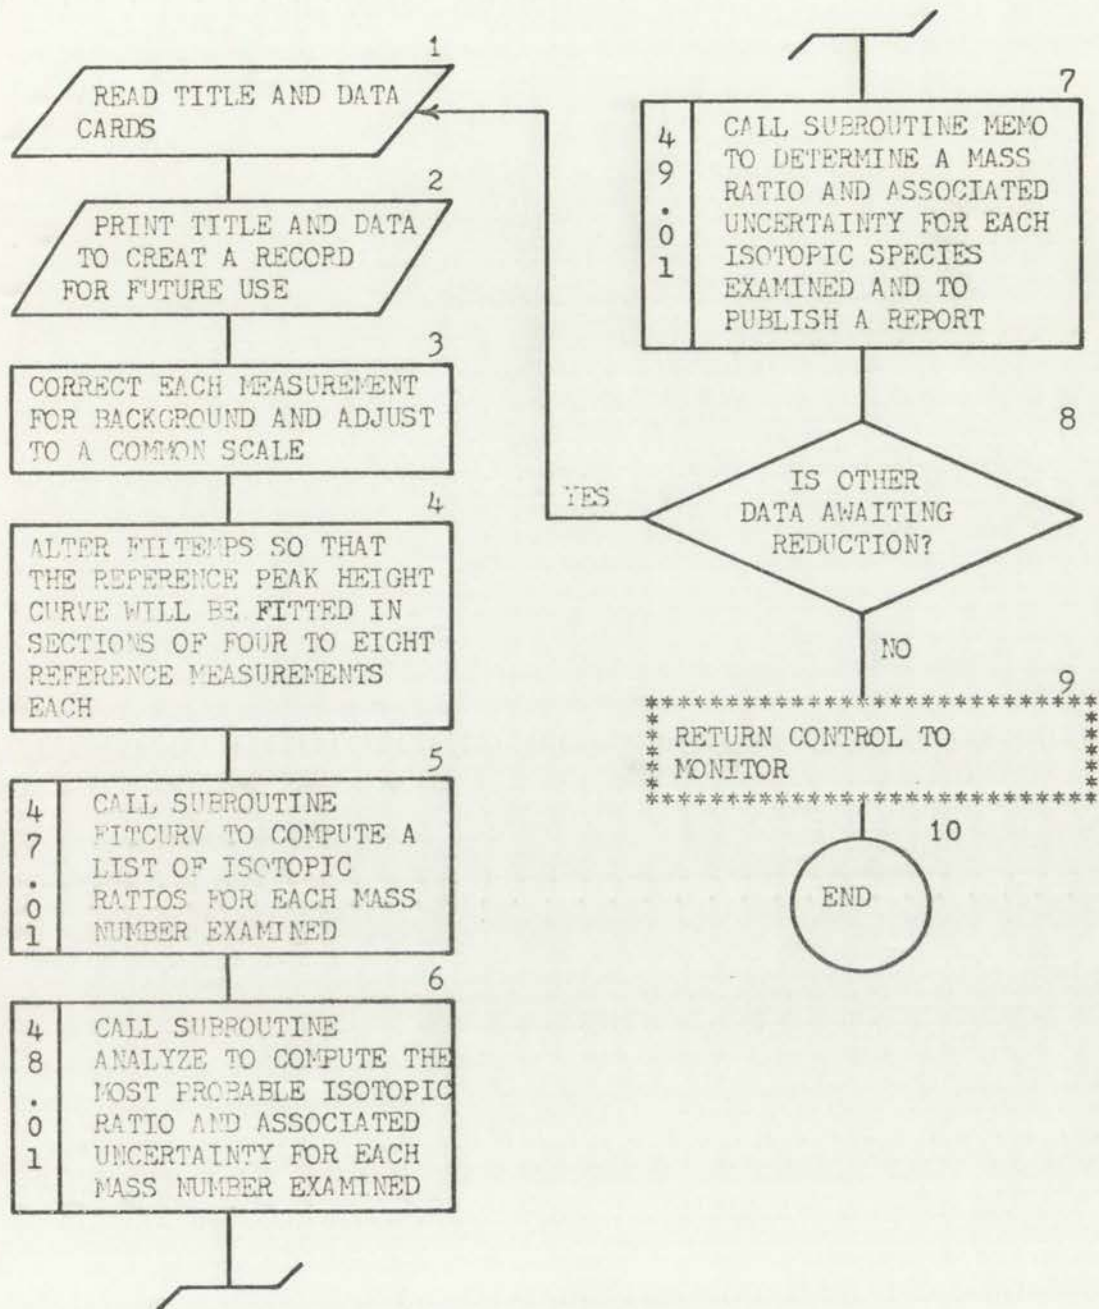 1
READ TITLE AND DATA
CARDS
2
PRINT TITLE AND DATA
TO CREAT A RECORD
FOR FUTURE USE
3
CORRECT EACH MEASUREMENT
FOR BACKGROUND AND ADJUST
TO A COMMON SCALE
4
ALTER FILTEMPS SO THAT
THE REFERENCE PEAK HEIGHT
CURVE WILL BE FITTED IN
SECTIONS OF FOUR TO EIGHT
REFERENCE MEASUREMENTS
EACH
5
47.01
CALL SUBROUTINE
FITCURV TO COMPUTE A
LIST OF ISOTOPIC
RATIOS FOR EACH MASS
NUMBER EXAMINED
6
48.01
CALL SUBROUTINE
ANALYZE TO COMPUTE THE
MOST PROBABLE ISOTOPIC
RATIO AND ASSOCIATED
UNCERTAINTY FOR EACH
MASS NUMBER EXAMINED
7
49.01
CALL SUBROUTINE MEMO
TO DETERMINE A MASS
RATIO AND ASSOCIATED
UNCERTAINTY FOR EACH
ISOTOPIC SPECIES
EXAMINED AND TO
PUBLISH A REPORT
8
IS OTHER
DATA AWAITING
REDUCTION?
YES
NO
9
RETURN CONTROL TO
MONITOR
10
END